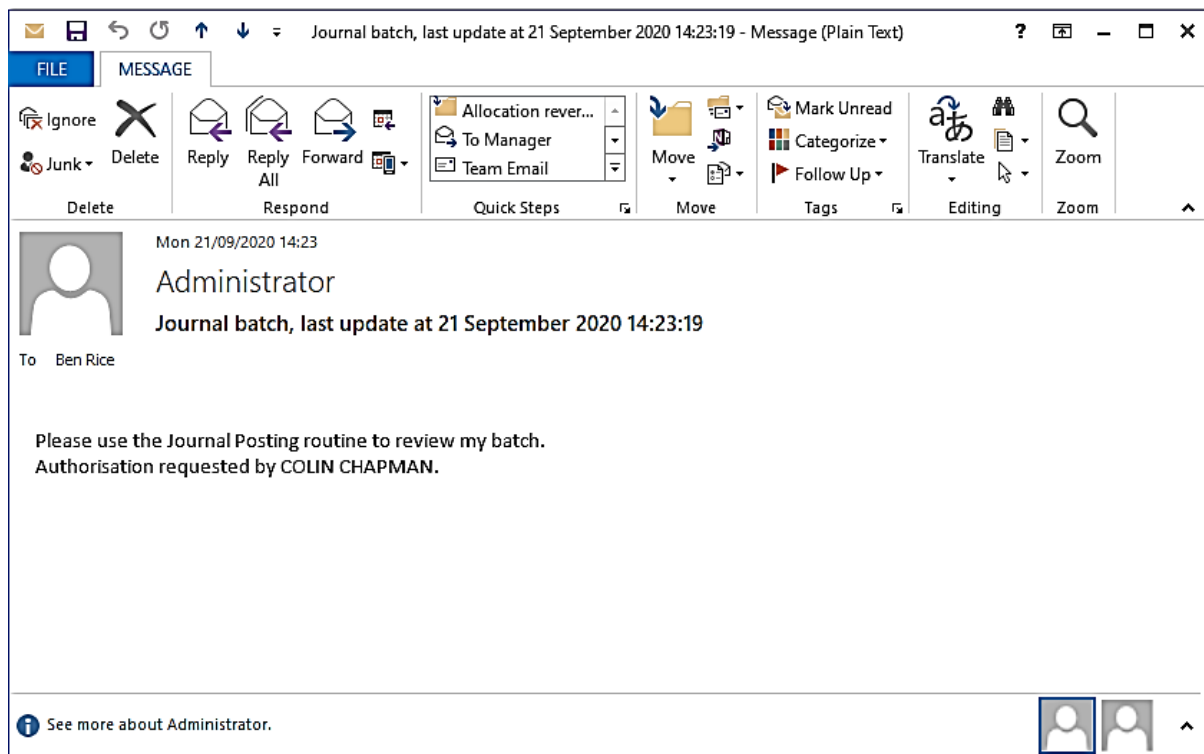 Journal batch, last update at 21 September 2020 14:23:19 - Message (Plain Text)
?
FILE MESSAGE
Ignore
Junk
Delete
Delete
Reply
Reply All
Forward
Respond
Allocation rever...
To Manager
Team Email
Quick Steps
Move
Move
Mark Unread
Categorize
Follow Up
Tags
Translate
Editing
Zoom
Zoom
Mon 21/09/2020 14:23
Administrator
Journal batch, last update at 21 September 2020 14:23:19
To Ben Rice
Please use the Journal Posting routine to review my batch.
Authorisation requested by COLIN CHAPMAN.
See more about Administrator.